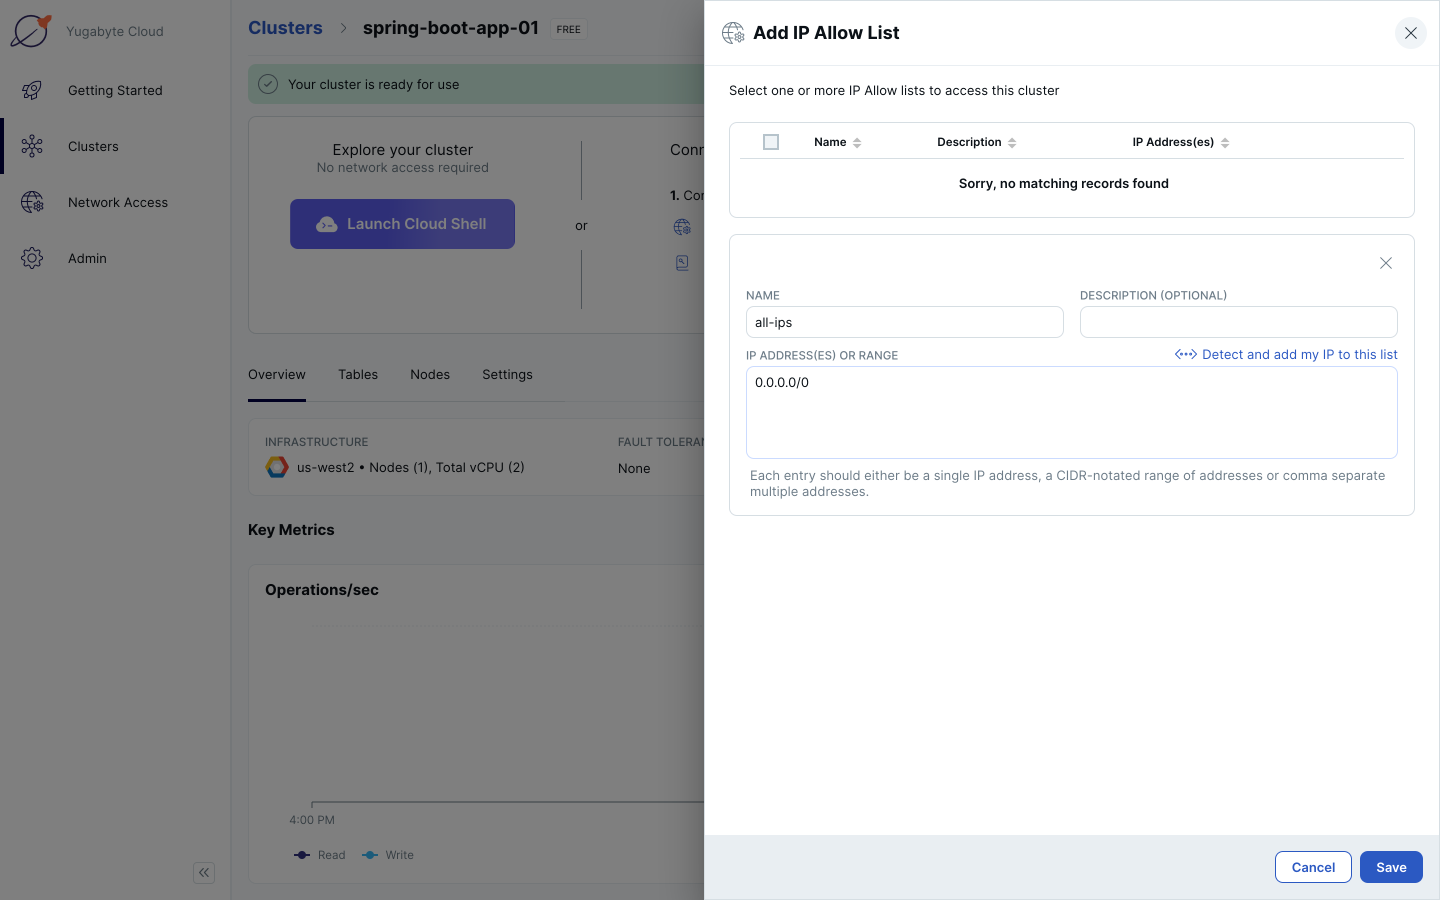 Yugabyte Cloud
Getting Started
Clusters
Network Access
Admin
Clusters > spring-boot-app-01 FREE
Your cluster is ready for use
Explore your cluster
No network access required
Launch Cloud Shell
or
1.
Overview Tables Nodes Settings
INFRASTRUCTURE
us-west2 • Nodes (1), Total vCPU (2)
FAULT
None
Key Metrics
Operations/sec
4:00 PM
Read Write
Add IP Allow List
Select one or more IP Allow lists to access this cluster
Name Description IP Address(es)
Sorry, no matching records found
NAME
all-ips
DESCRIPTION (OPTIONAL)
IP ADDRESS(ES) OR RANGE
Detect and add my IP to this list
0.0.0.0/0
Each entry should either be a single IP address, a CIDR-notated range of addresses or comma separate
multiple addresses.
Cancel Save